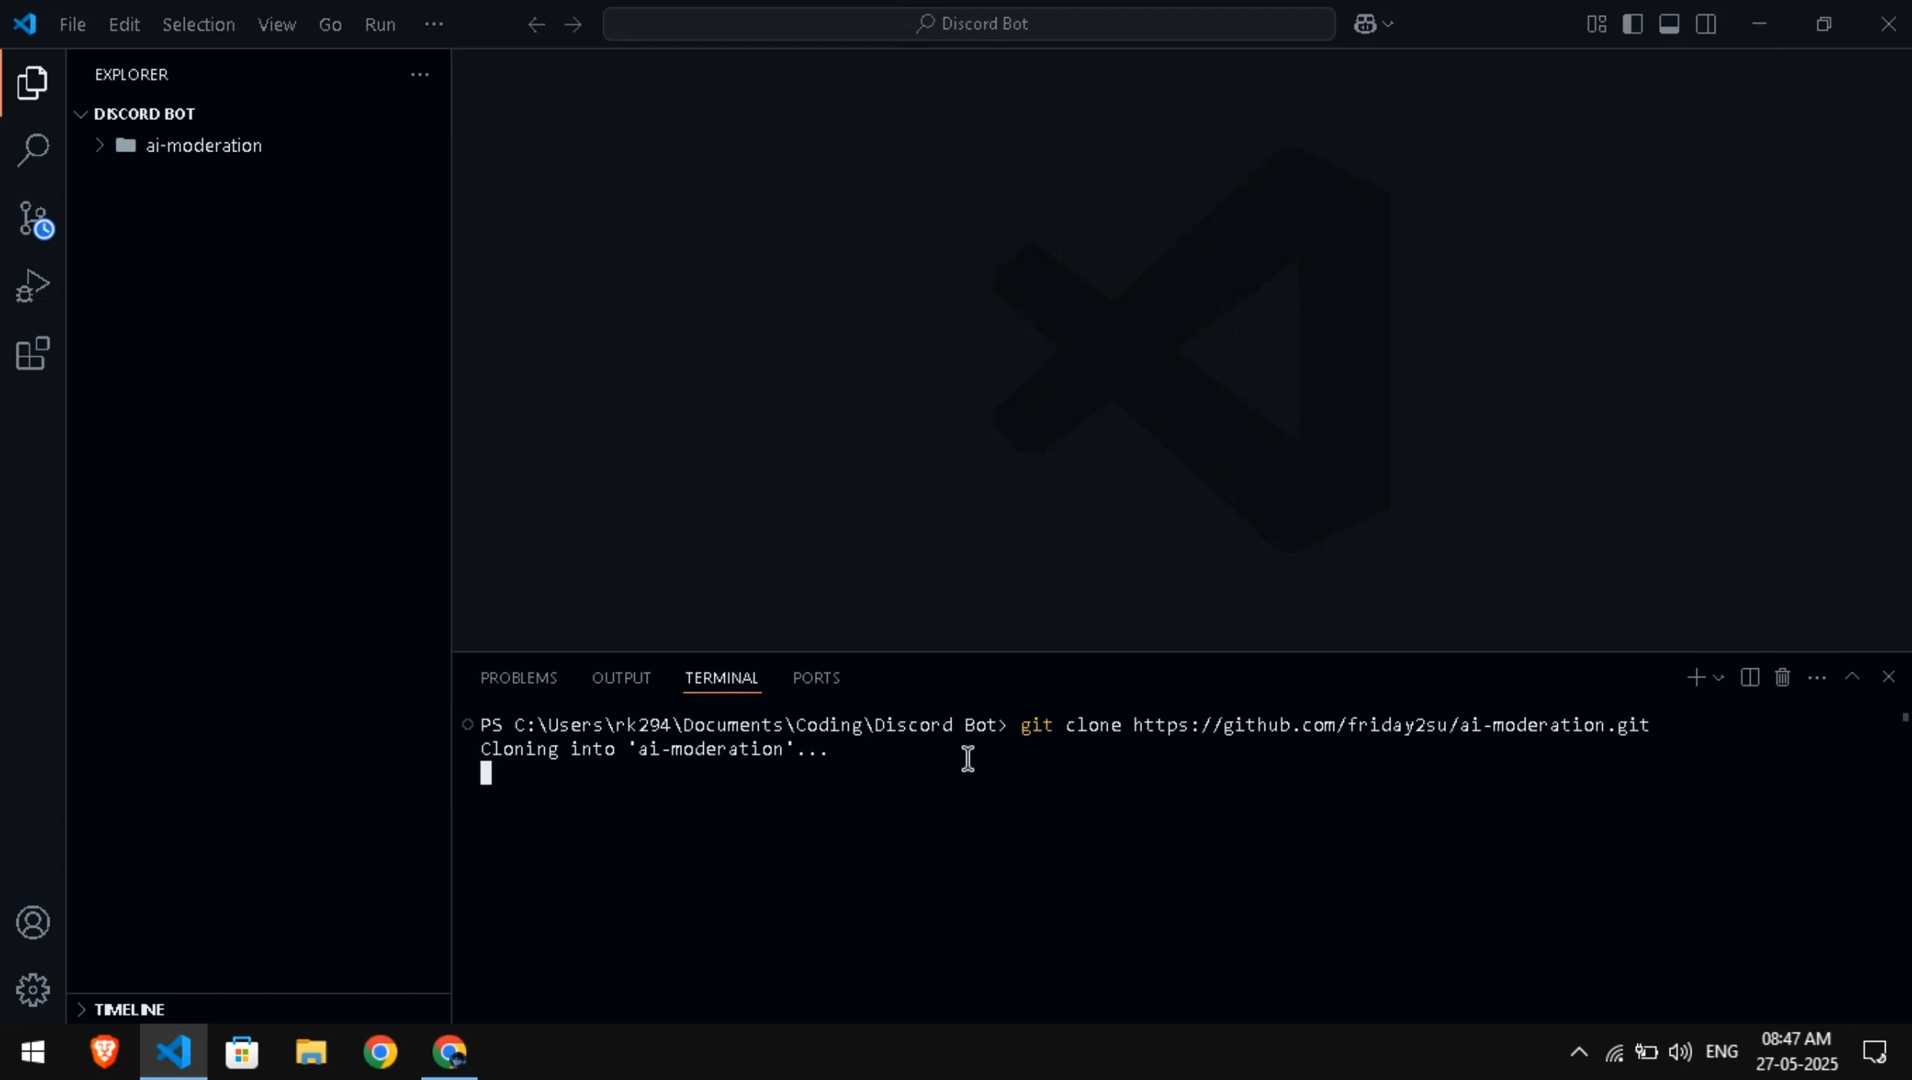 File Edit Selection View Go Run ···
Discord Bot
EXPLORER
DISCORD BOT
ai-moderation
PROBLEMS OUTPUT TERMINAL PORTS
PS C:\Users\rk294\Documents\Coding\Discord Bot> git clone https://github.com/friday2su/ai-moderation.git
Cloning into 'ai-moderation'...
TIMELINE
ENG
08:47 AM
27-05-2025